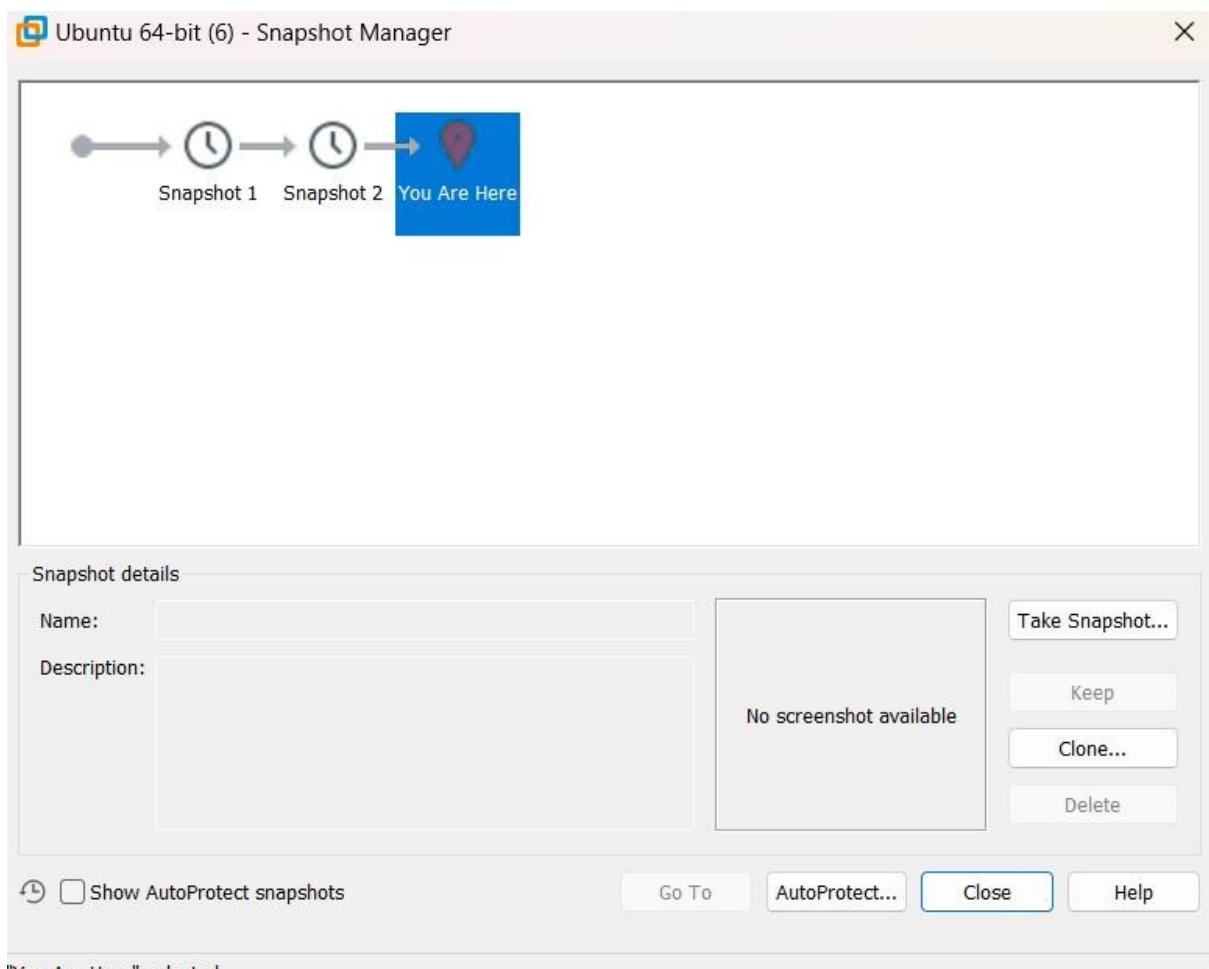 Ubuntu 64-bit (6) - Snapshot Manager
Snapshot 1 Snapshot 2 You Are Here
Snapshot details
Name:
Take Snapshot...
Description:
Keep
No screenshot available
Clone...
Delete
Show AutoProtect snapshots Go To AutoProtect... Close Help